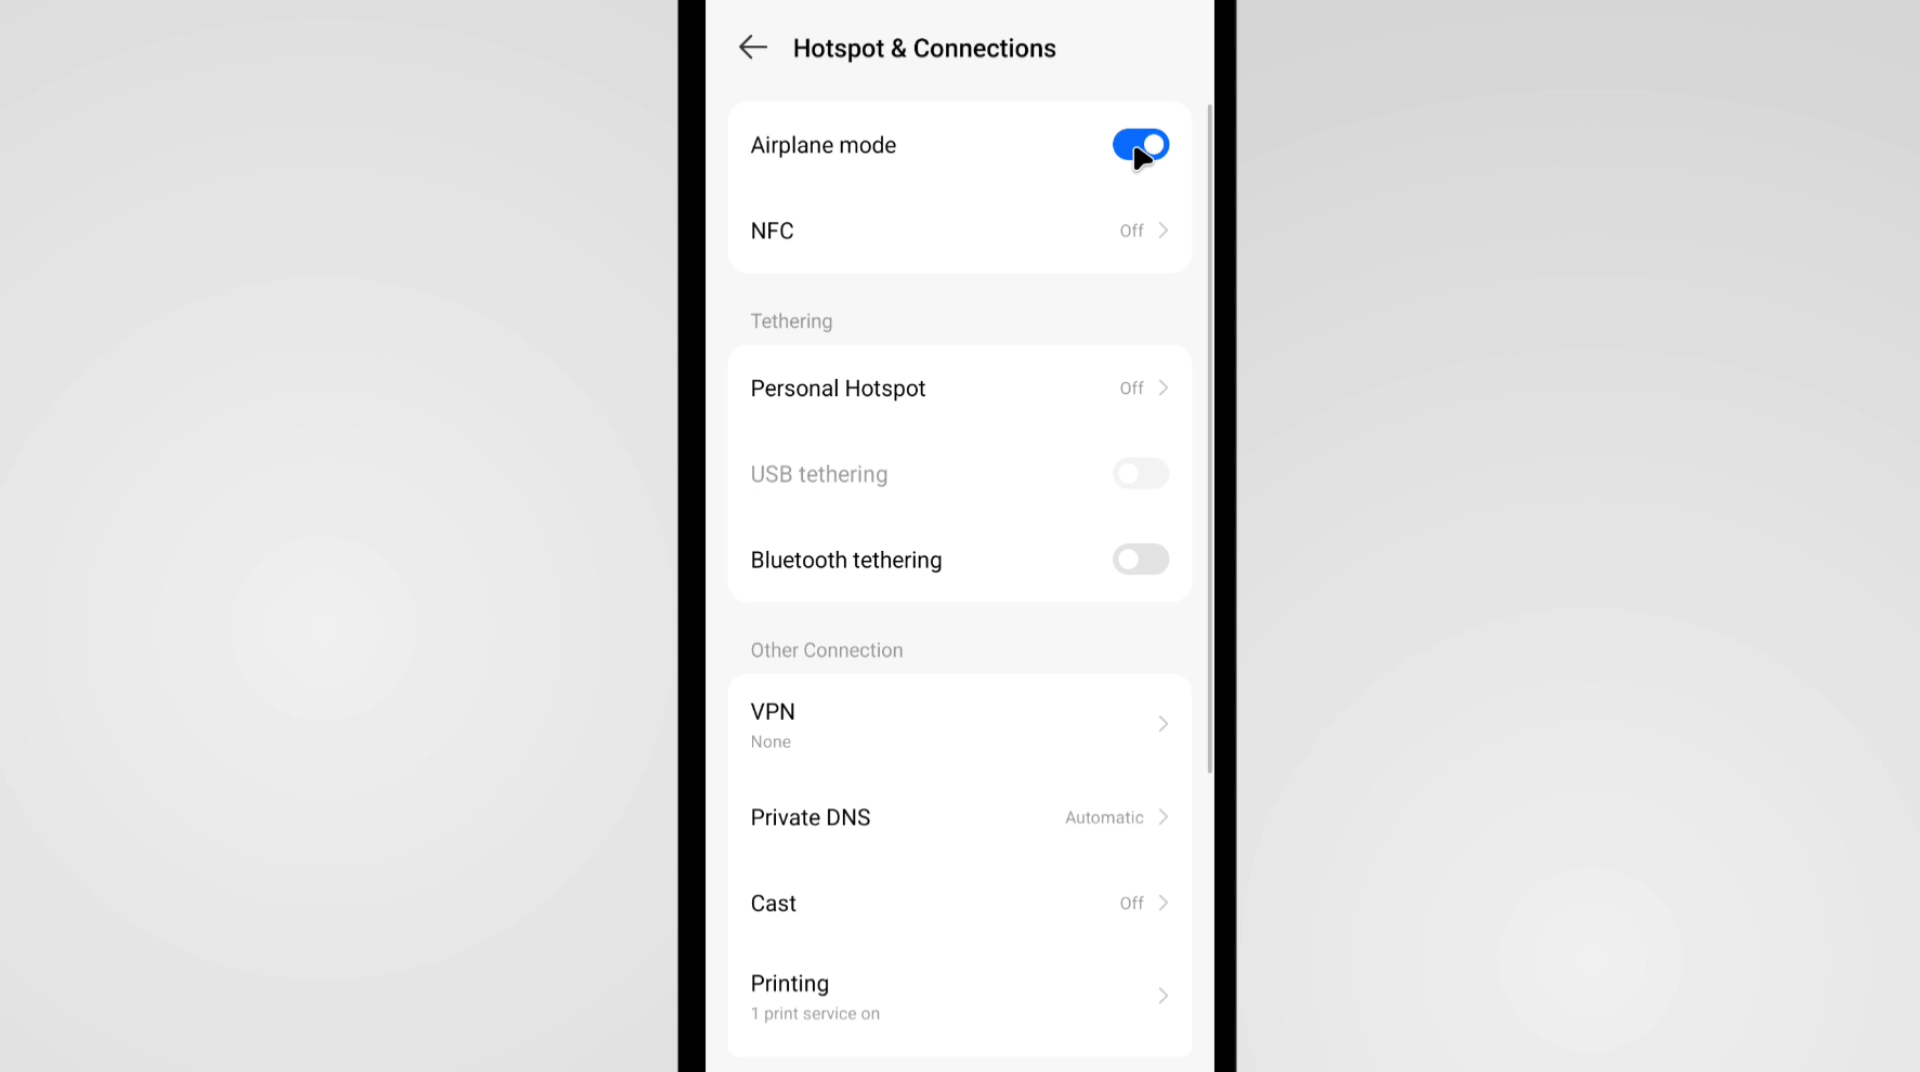 Hotspot & Connections
Airplane mode
NFC Off
Tethering
Personal Hotspot Off
USB tethering
Bluetooth tethering
Other Connection
VPN
None
Private DNS Automatic
Cast Off
Printing
1 print service on